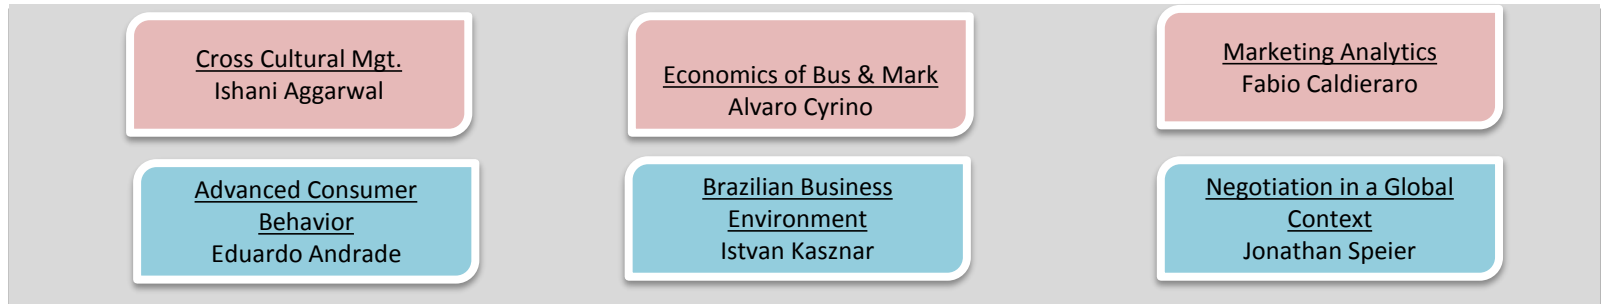 Cross Cultural Mgt.
Ishani Aggarwal
Economics of Bus & Mark
Alvaro Cyrino
Marketing Analytics
Fabio Caldieraro
Advanced Consumer
Behavior
Eduardo Andrade
Brazilian Business
Environment
Istvan Kasznar
Negotiation in a Global
Context
Jonathan Speier